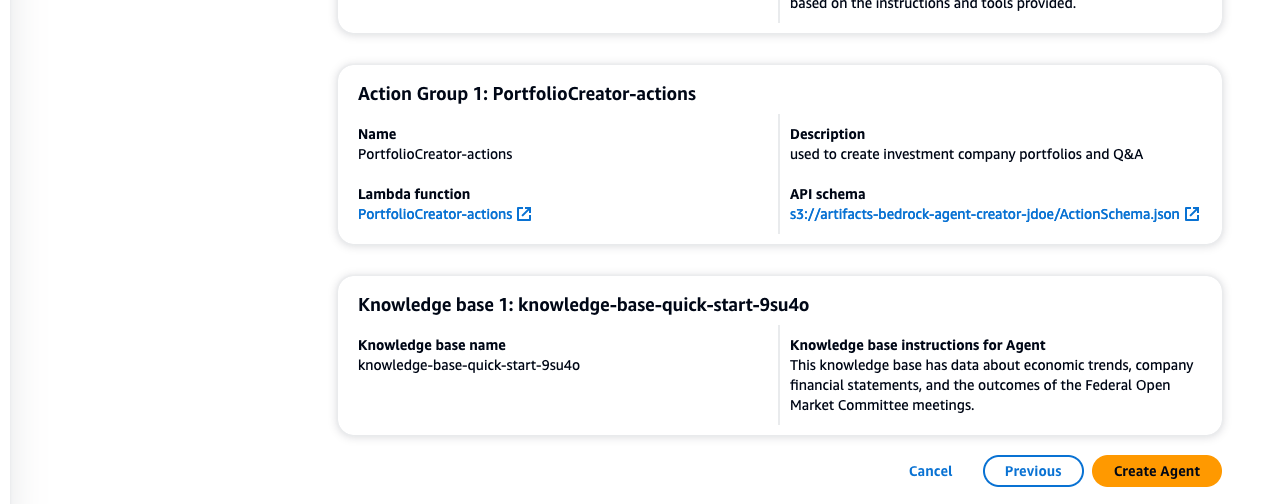 based on the instructions and tools provided.
Action Group 1: PortfolioCreator-actions
Name
PortfolioCreator-actions
Description
used to create investment company portfolios and Q&A
Lambda function
PortfolioCreator-actions
API schema
s3://artifacts-bedrock-agent-creator-jdoe/ActionSchema.json
Knowledge base 1: knowledge-base-quick-start-9su4o
Knowledge base name
knowledge-base-quick-start-9su4o
Knowledge base instructions for Agent
This knowledge base has data about economic trends, company
financial statements, and the outcomes of the Federal Open
Market Committee meetings.
Cancel
Previous
Create Agent